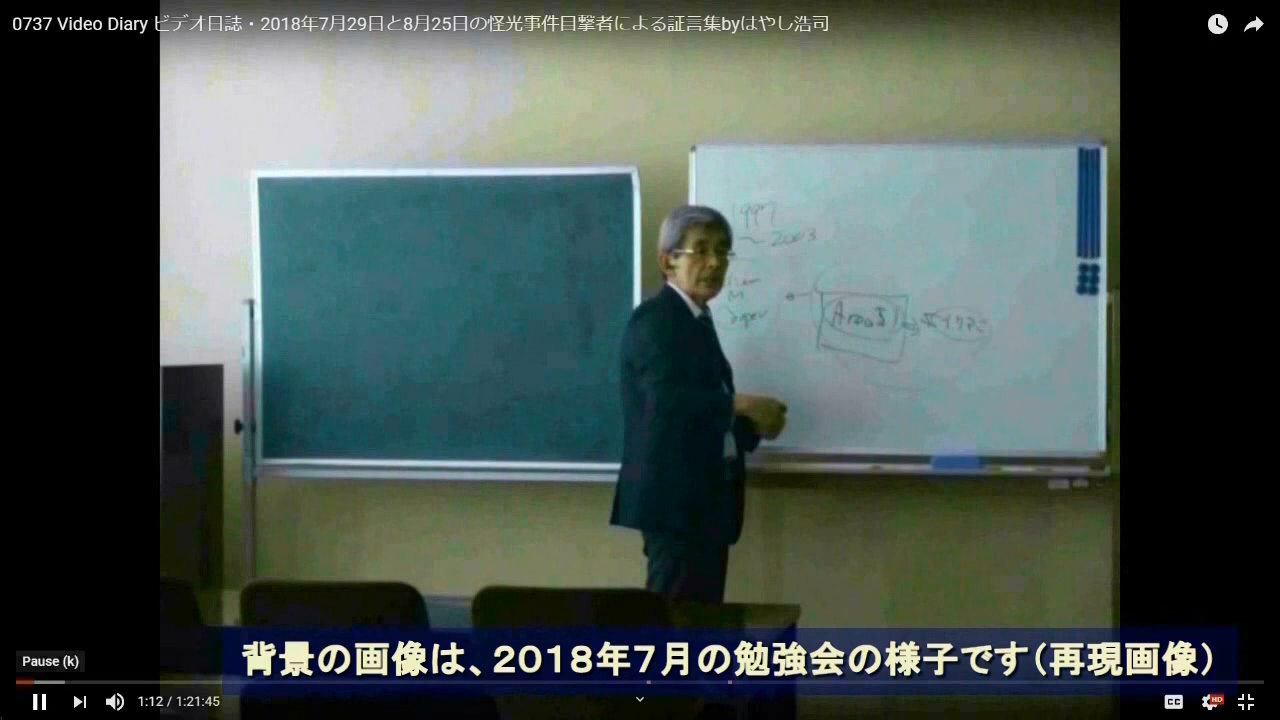 0737 Video Diary ビデオ日誌・2018年7月29日と8月25日の怪光事件目撃者による証言集byはやし浩司
1997
～2003
Area51
背景の画像は、2018年7月の勉強会の様子です（再現画像）
Pause (k)
1:12 / 1:21:45
CC
HD